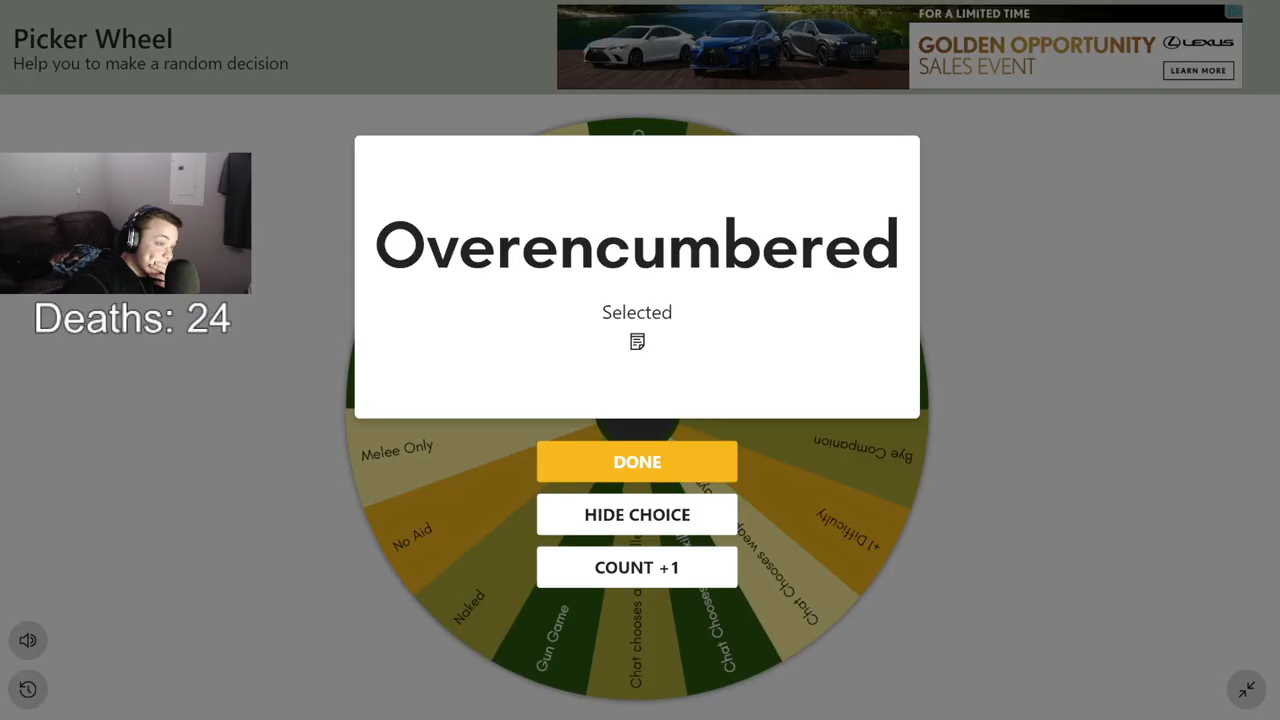 Picker Wheel
Help you to make a random decision
FOR A LIMITED TIME
GOLDEN OPPORTUNITY
SALES EVENT
LEXUS
LEARN MORE
Overencumbered
Selected
Deaths: 24
DONE
HIDE CHOICE
COUNT +1
Melee Only
No Aid
Naked
Gun Game
Chat chooses a
Chat Chooses
Chat Chooses weap
+1 Difficulty
Bye Companion